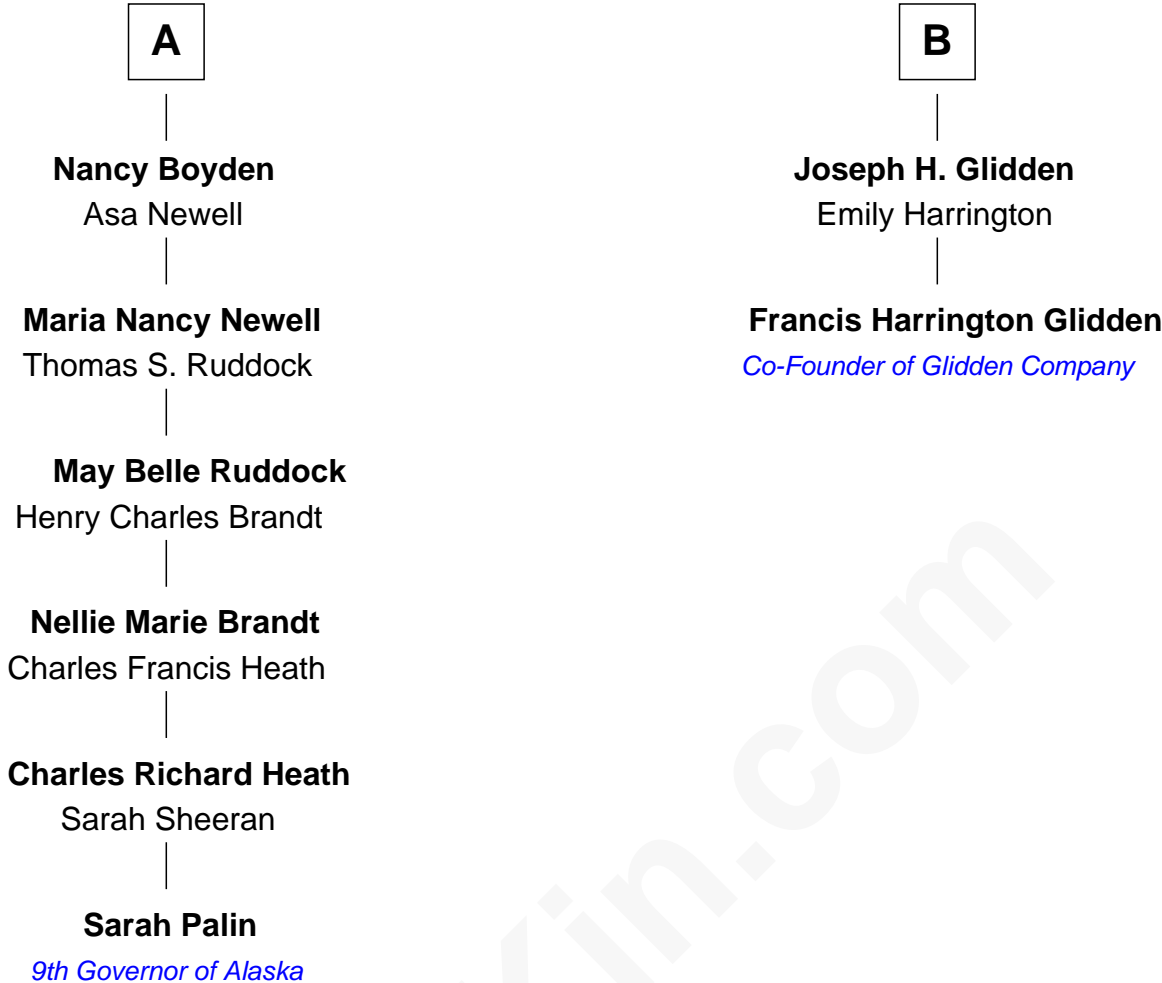 A
Nancy Boyden
Asa Newell
Maria Nancy Newell
Thomas S. Ruddock
May Belle Ruddock
Henry Charles Brandt
Nellie Marie Brandt
Charles Francis Heath
Charles Richard Heath
Sarah Sheeran
Sarah Palin
9th Governor of Alaska
B
Joseph H. Glidden
Emily Harrington
Francis Harrington Glidden
Co-Founder of Glidden Company